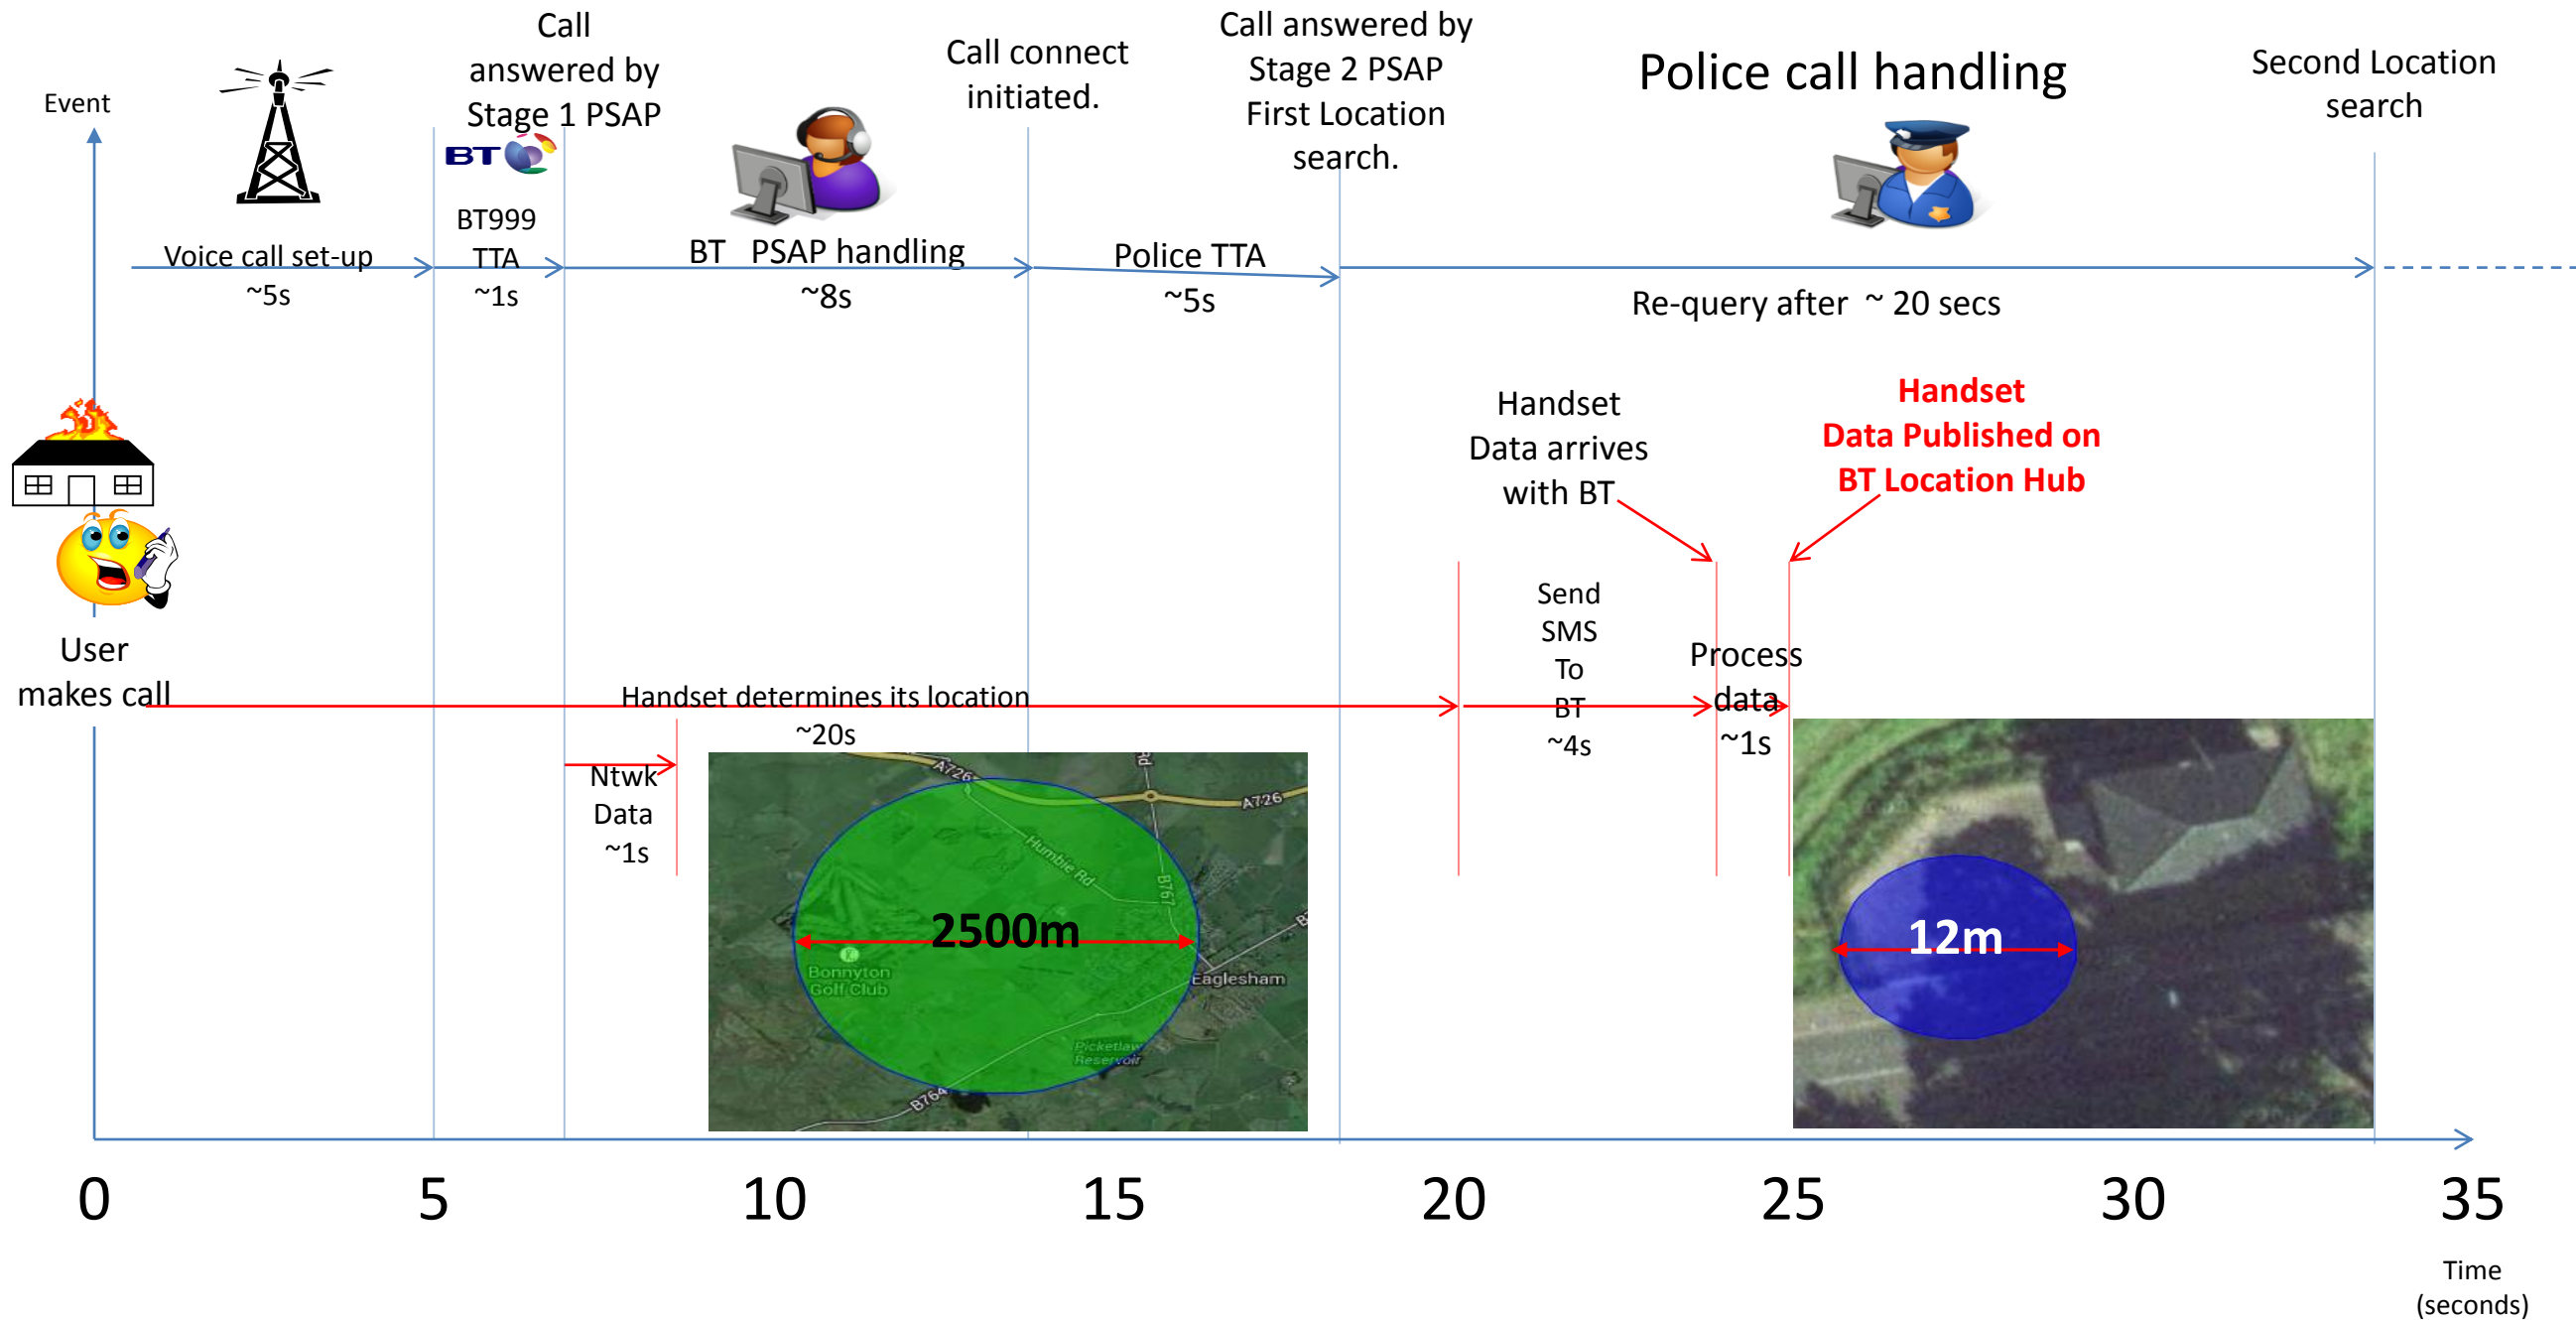 Event
Call
answered by
Stage 1 PSAP
BT
BT999
TTA
~1s
Voice call set-up
~5s
BT PSAP handling
~8s
Call connect
initiated.
Police TTA
~5s
Call answered by
Stage 2 PSAP
First Location
search.
Police call handling
Re-query after ~ 20 secs
Second Location
search
User
makes call
Handset
Data arrives
with BT
Handset
Data Published on
BT Location Hub
Handset determines its location
~20s
Send
SMS
To
BT
~4s
Process
data
~1s
Ntwk
Data
~1s
A726
A726
Rd
Humbie Rd
B767
2500m
Bonnyton
Golf Club
Eaglesham
Picketlaw
Reservoir
B764
12m
0 5 10 15 20 25 30 35
Time
(seconds)